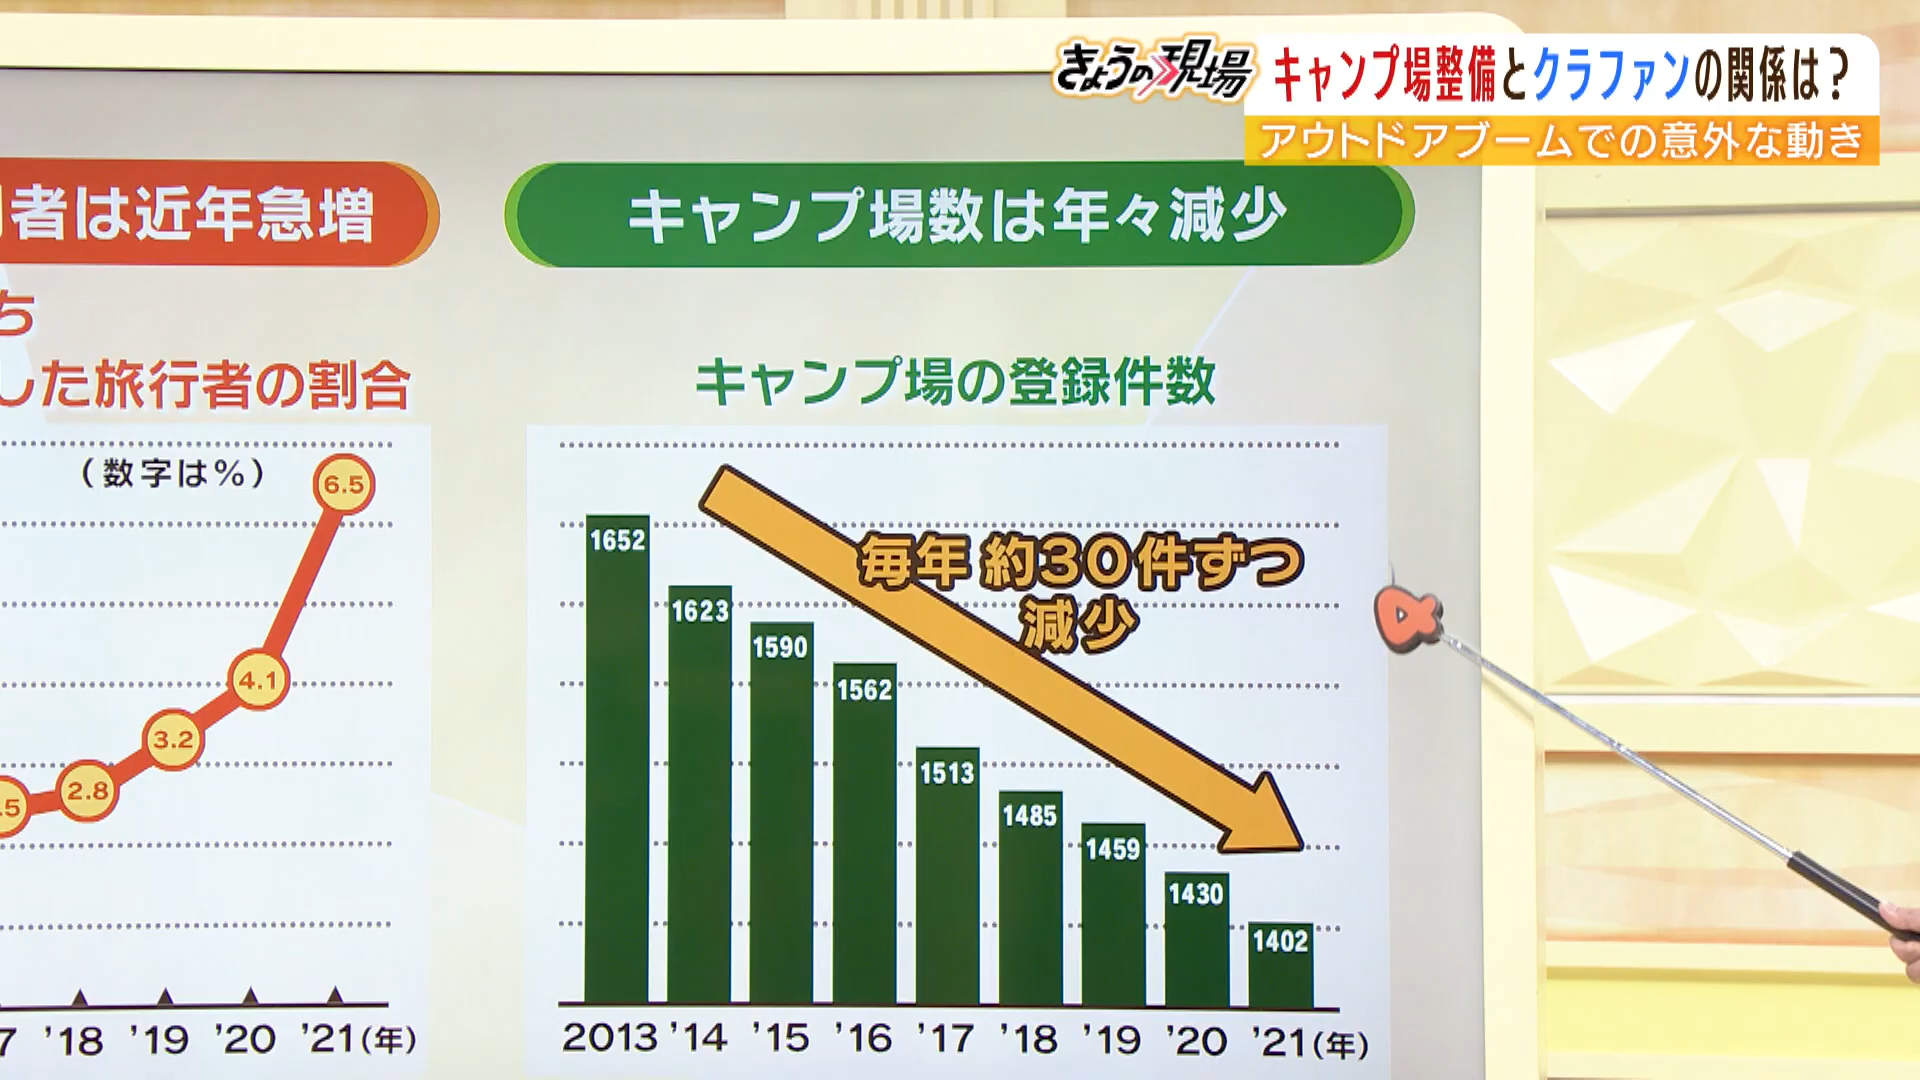 きょうの現場
キャンプ場整備とクラファンの関係は？
アウトドアブームでの意外な動き
者は近年急増
ち
した旅行者の割合
（数字は%）
.5
2.8
3.2
4.1
6.5
7 '18 '19 '20 '21(年)
キャンプ場数は年々減少
キャンプ場の登録件数
毎年 約30件ずつ
減少
1652
1623
1590
1562
1513
1485
1459
1430
1402
2013 '14 '15 '16 '17 '18 '19 '20 '21(年)
4